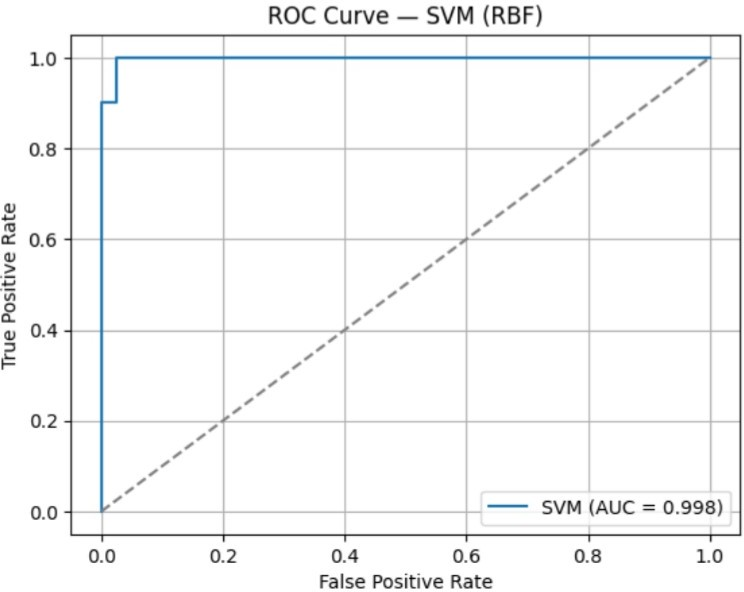 ROC Curve — SVM (RBF)
1.0
0.8
0.6
0.4
0.2
0.0
True Positive Rate
SVM (AUC = 0.998)
0.0 0.2 0.4 0.6 0.8 1.0
False Positive Rate